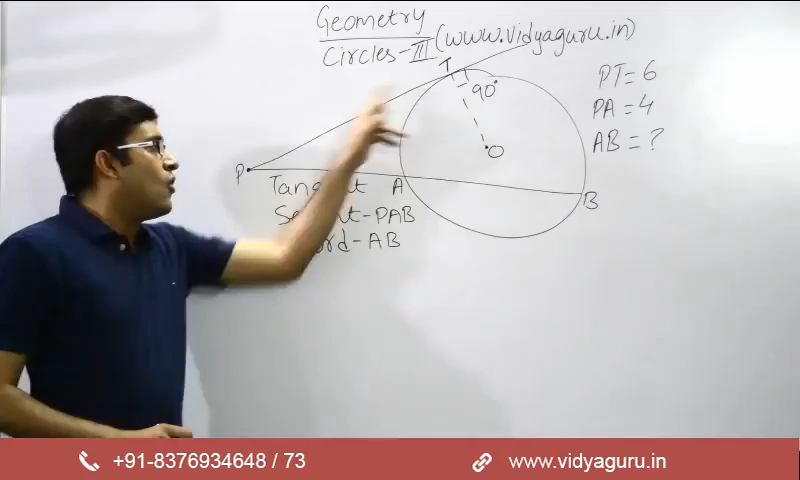 Geometry
Circles-III (www.vidyaguru.in)
T
90°
PT=6
PA=4
AB=?
O
P
A
B
Secant-PAB
AB
+91-8376934648 / 73
www.vidyaguru.in